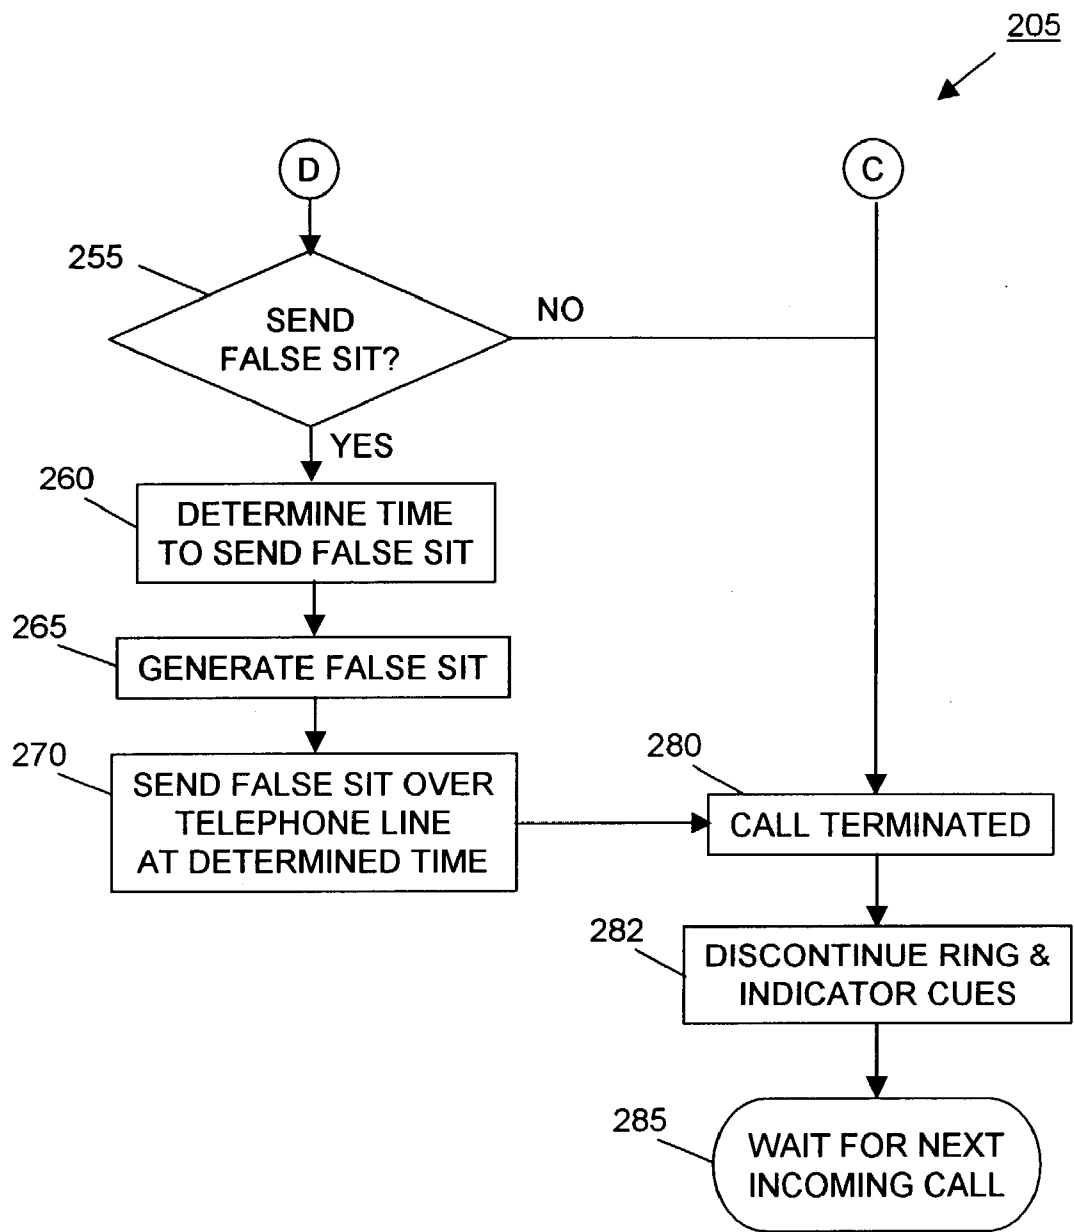 205
D
C
255
SEND
FALSE SIT?
NO
YES
260
DETERMINE TIME
TO SEND FALSE SIT
265
GENERATE FALSE SIT
270
SEND FALSE SIT OVER
TELEPHONE LINE
AT DETERMINED TIME
280
CALL TERMINATED
282
DISCONTINUE RING &
INDICATOR CUES
285
WAIT FOR NEXT
INCOMING CALL